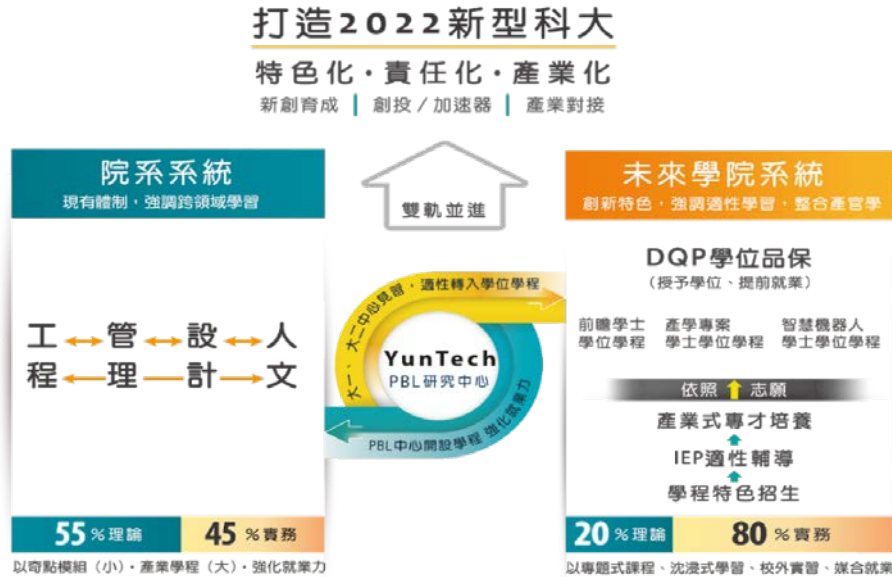 打造2022新型科大
特色化・責任化・產業化
新創育成 | 創投／加速器 | 產業對接
院系系統
現有體制，強調跨領域學習
工 管 設 人
程 理 計 文
55%理論 45%實務
以奇點模組（小）・產業學程（大）・強化就業力
雙軌並進
大一、大二中心見習，適性轉入學位學程
YunTech
PBL研究中心
PBL中心開設學程 強化就業力
未來學院系統
創新特色，強調適性學習，整合產官學
DQP學位品保
（授予學位、提前就業）
前瞻學士
學位學程
產學專案
學士學位學程
智慧機器人
學士學位學程
依照 志願
產業式專才培養
IEP適性輔導
學程特色招生
20%理論 80%實務
以專題式課程、沈浸式學習、校外實習、媒合就業